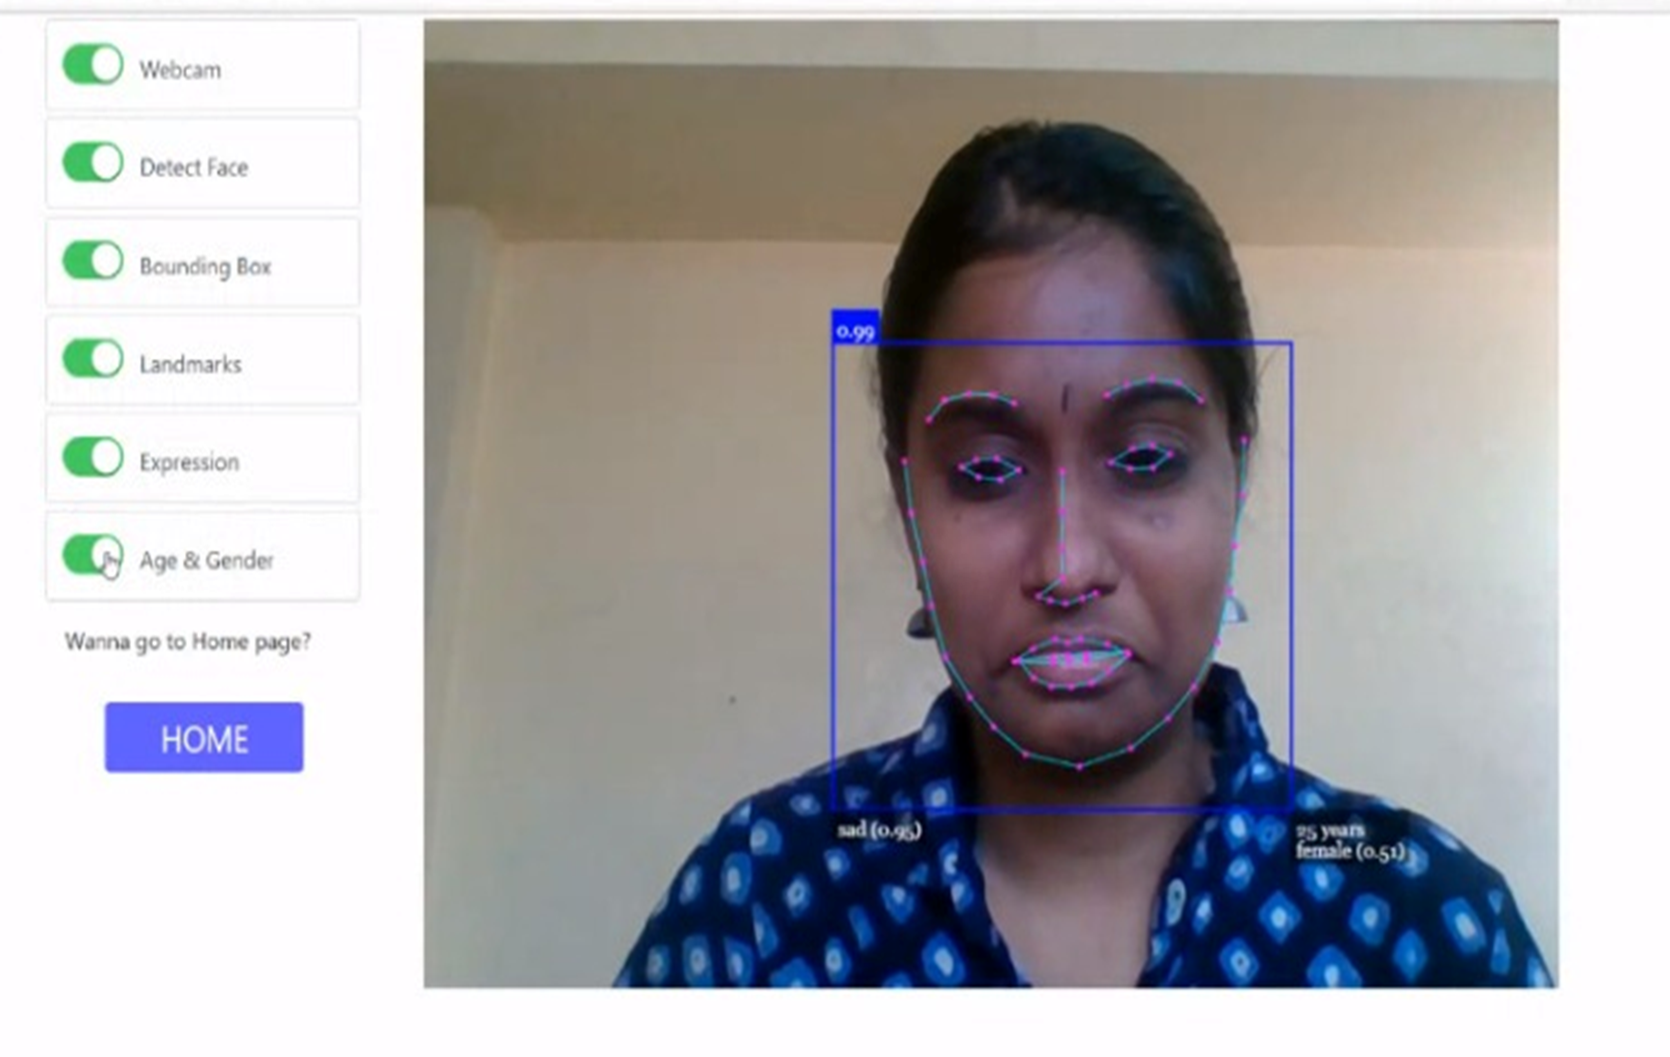 Webcam
Detect Face
Bounding Box
Landmarks
Expression
Age & Gender
Wanna go to Home page?
HOME
0.99
sad (0.95)
25 years
female (0.51)